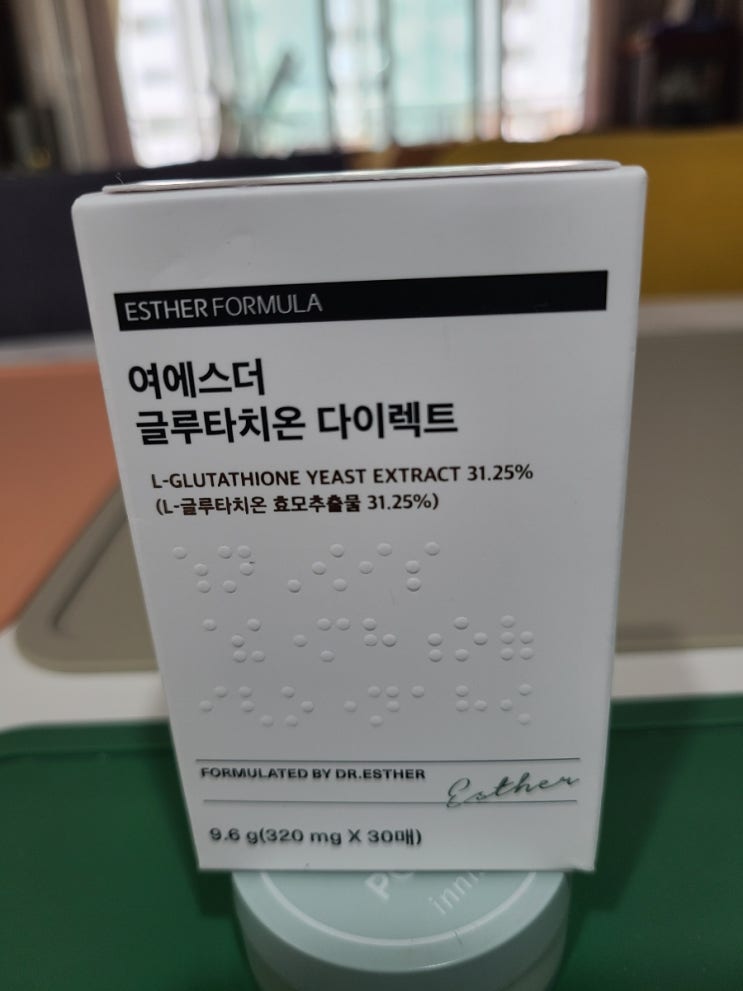 ESTHER FORMULA
여에스더
글루타치온 다이렉트
L-GLUTATHIONE YEAST EXTRACT 31.25%
(L-글루타치온 효모추출물 31.25%)
FORMULATED BY DR.ESTHER
Esther
9.6 g(320 mg X 30매)